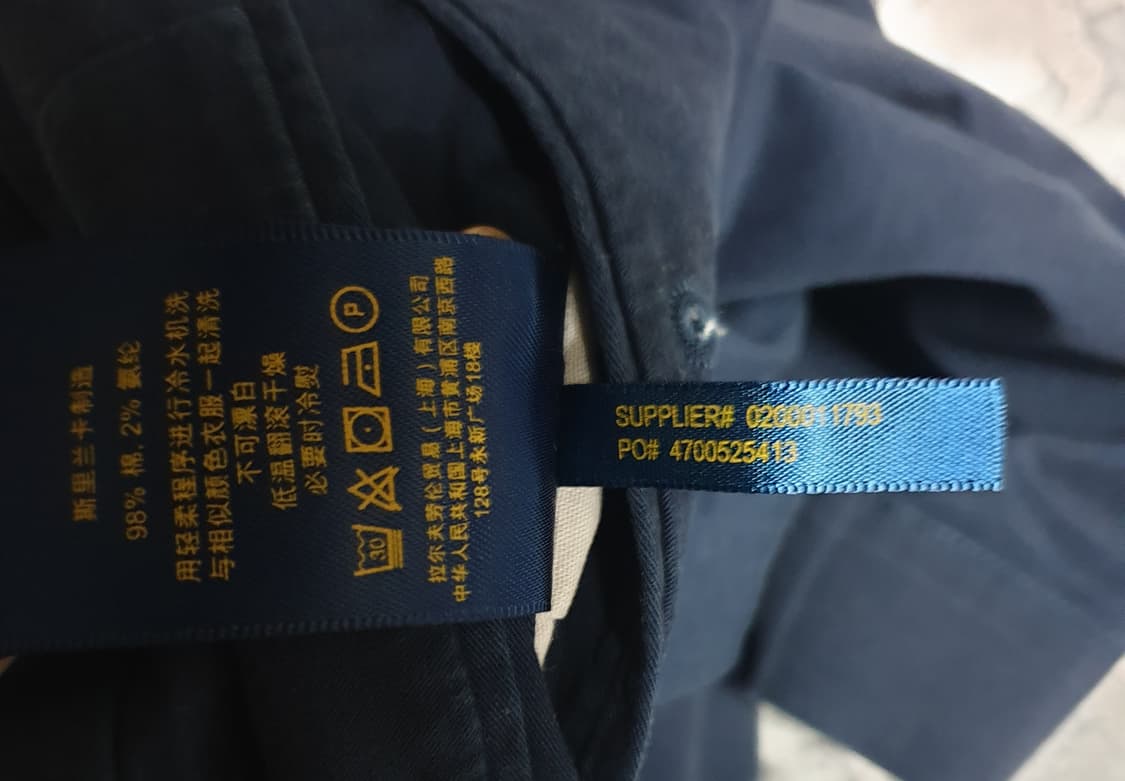 斯里兰卡制造
98% 棉, 2% 氨纶
用轻柔程序进行冷水机洗
与相似颜色衣服一起清洗
不可漂白
低温翻滚干燥
必要时冷熨
30
P
拉尔夫劳伦贸易（上海）有限公司
中华人民共和国上海市黄浦区南京西路
128号永新广场18楼
SUPPLIER# 0200011793
PO# 4700525413